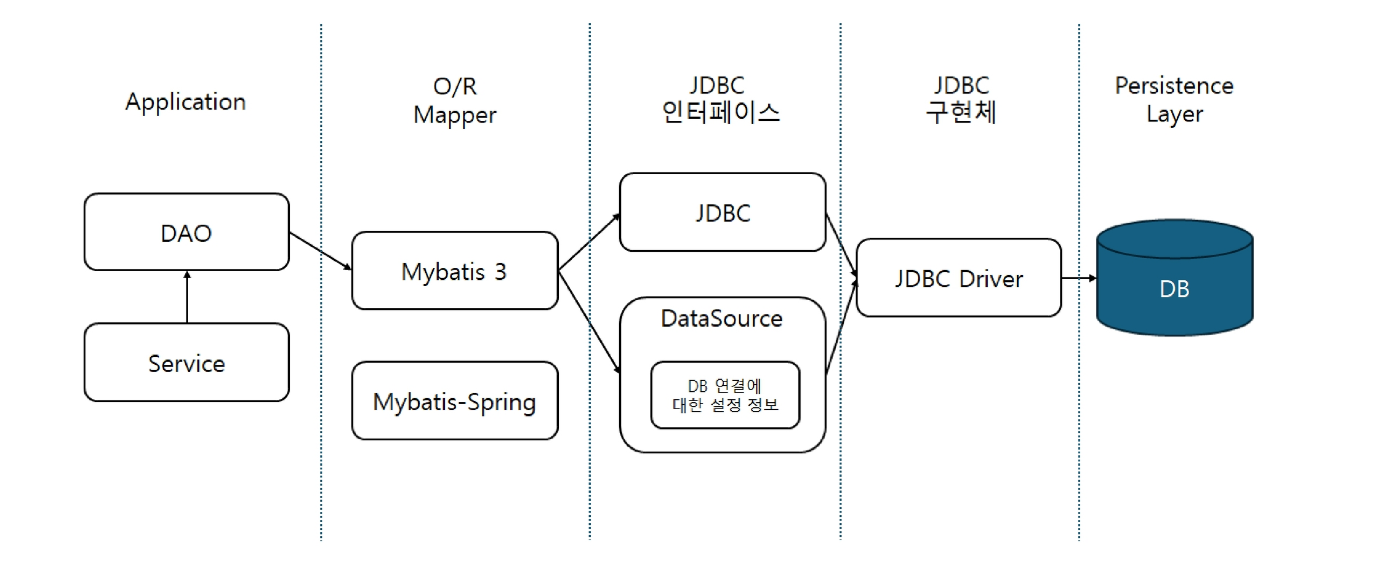 Application
O/R
Mapper
JDBC
인터페이스
JDBC
구현체
Persistence
Layer
DAO
Service
Mybatis 3
Mybatis-Spring
JDBC
DataSource
DB 연결에
대한 설정 정보
JDBC Driver
DB